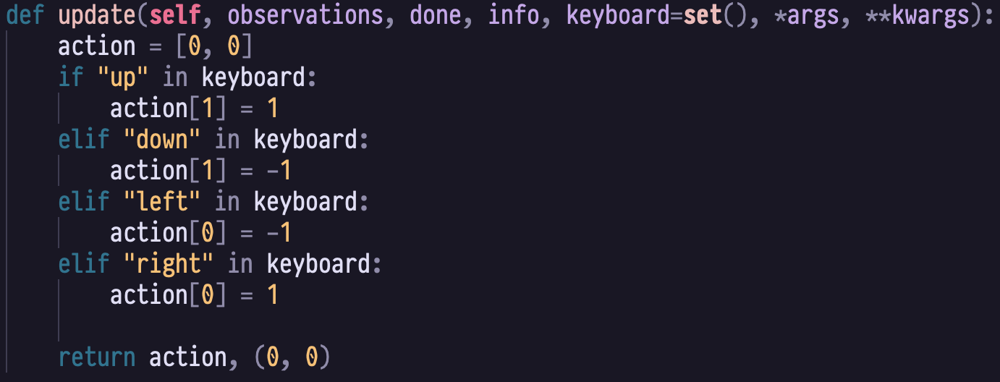 def update(self, observations, done, info, keyboard=set(), *args, **kwargs):
    action = [0, 0]
    if "up" in keyboard:
        action[1] = 1
    elif "down" in keyboard:
        action[1] = -1
    elif "left" in keyboard:
        action[0] = -1
    elif "right" in keyboard:
        action[0] = 1
    return action, (0, 0)